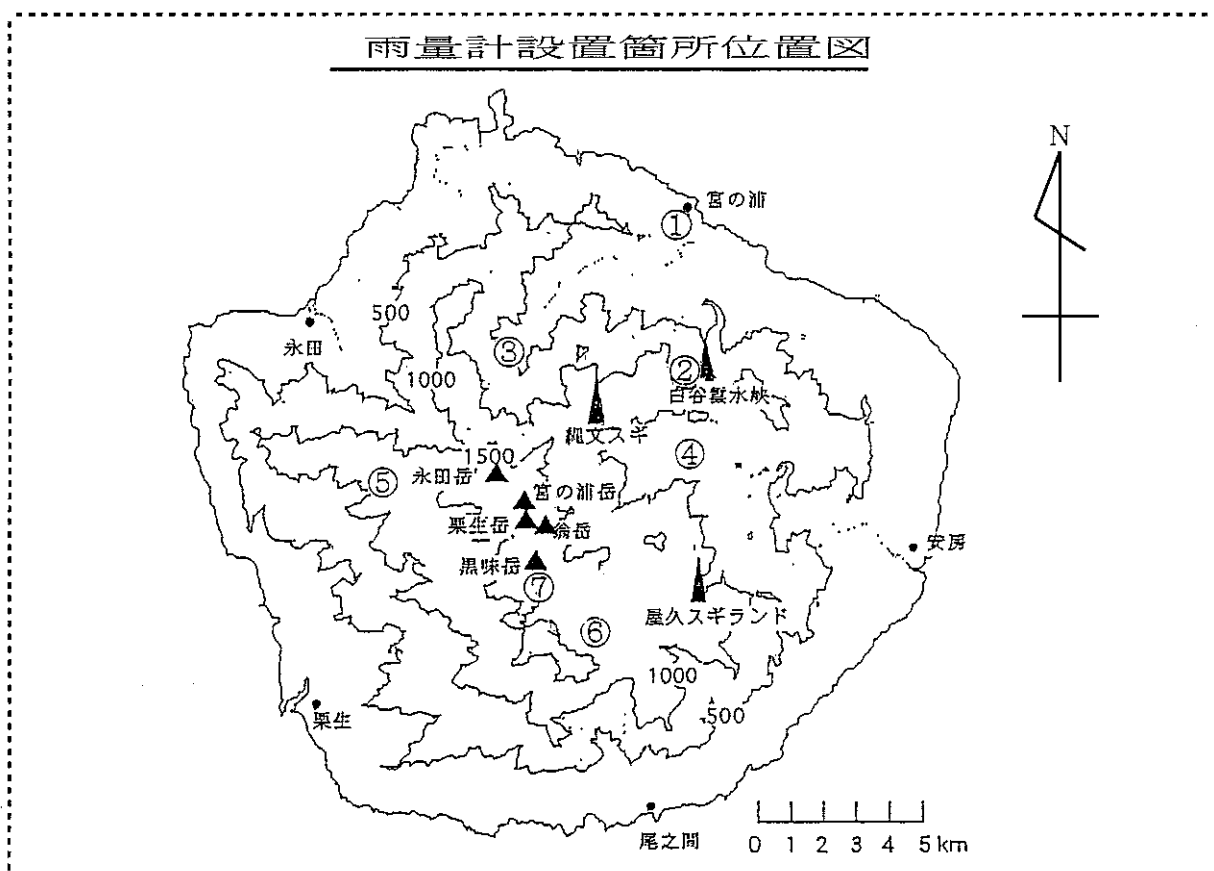 雨量計設置箇所位置図
N
宮の浦
①
500
永田
③
②
1000
白谷雲水峡
縄文スギ
1500
④
永田岳
⑤
宮の浦岳
栗生岳
翁岳
安房
黒味岳
⑦
屋久スギランド
⑥
1000
500
栗生
尾之間
0 1 2 3 4 5km